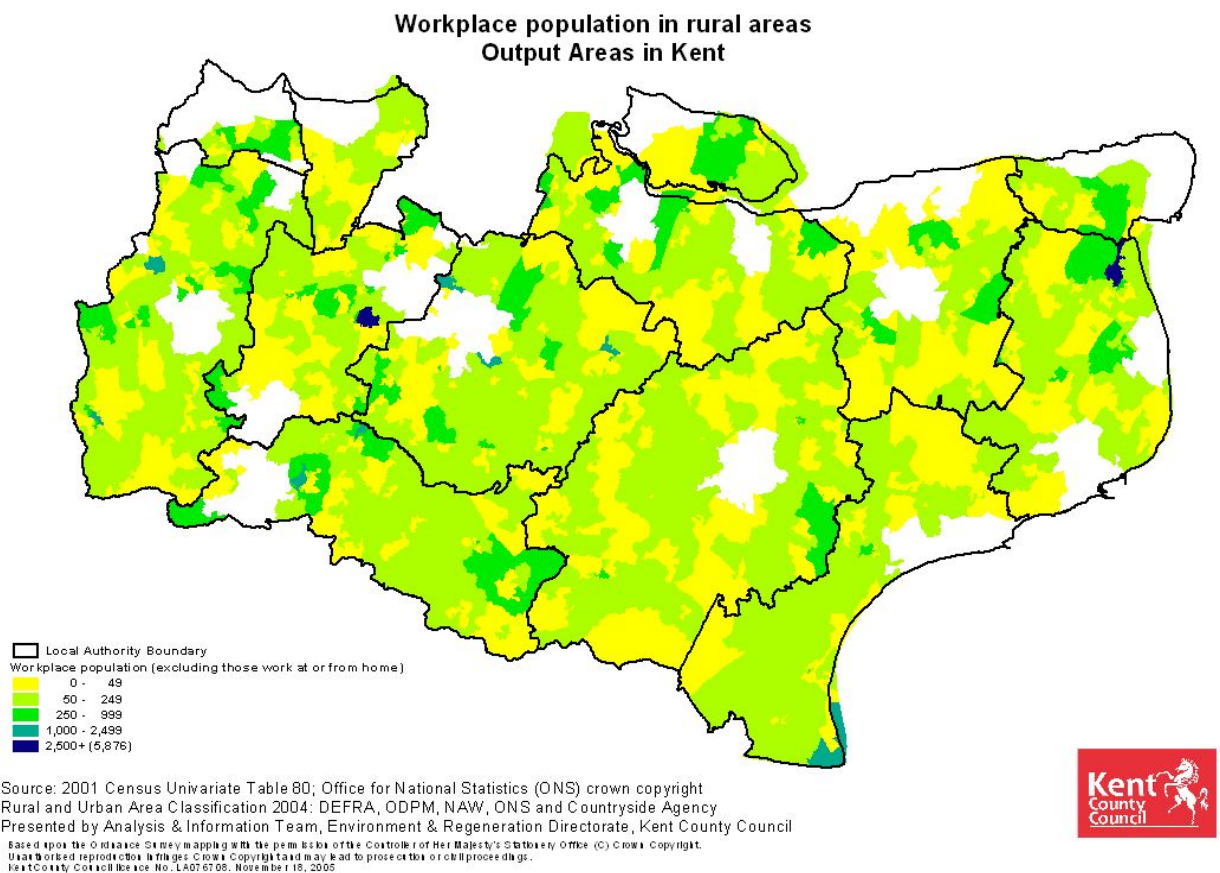 Workplace population in rural areas
Output Areas in Kent
Local Authority Boundary
Workplace population (excluding those work at or from home)
0 - 49
50 - 249
250 - 999
1,000 - 2,499
2,500+ (5,876)
Kent
County
Council
Source: 2001 Census Univariate Table 80; Office for National Statistics (ONS) crown copyright
Rural and Urban Area Classification 2004: DEFRA, ODPM, NAW, ONS and Countryside Agency
Presented by Analysis & Information Team, Environment & Regeneration Directorate, Kent County Council
Based upon the Ordnance Survey mapping with the permission of the Controller of Her Majesty's Stationery Office (C) Crown Copyright.
Unauthorised reproduction infringes Crown Copyright and may lead to prosecution or civil proceedings.
Kent County Council licence No. LA076708. November 18, 2005